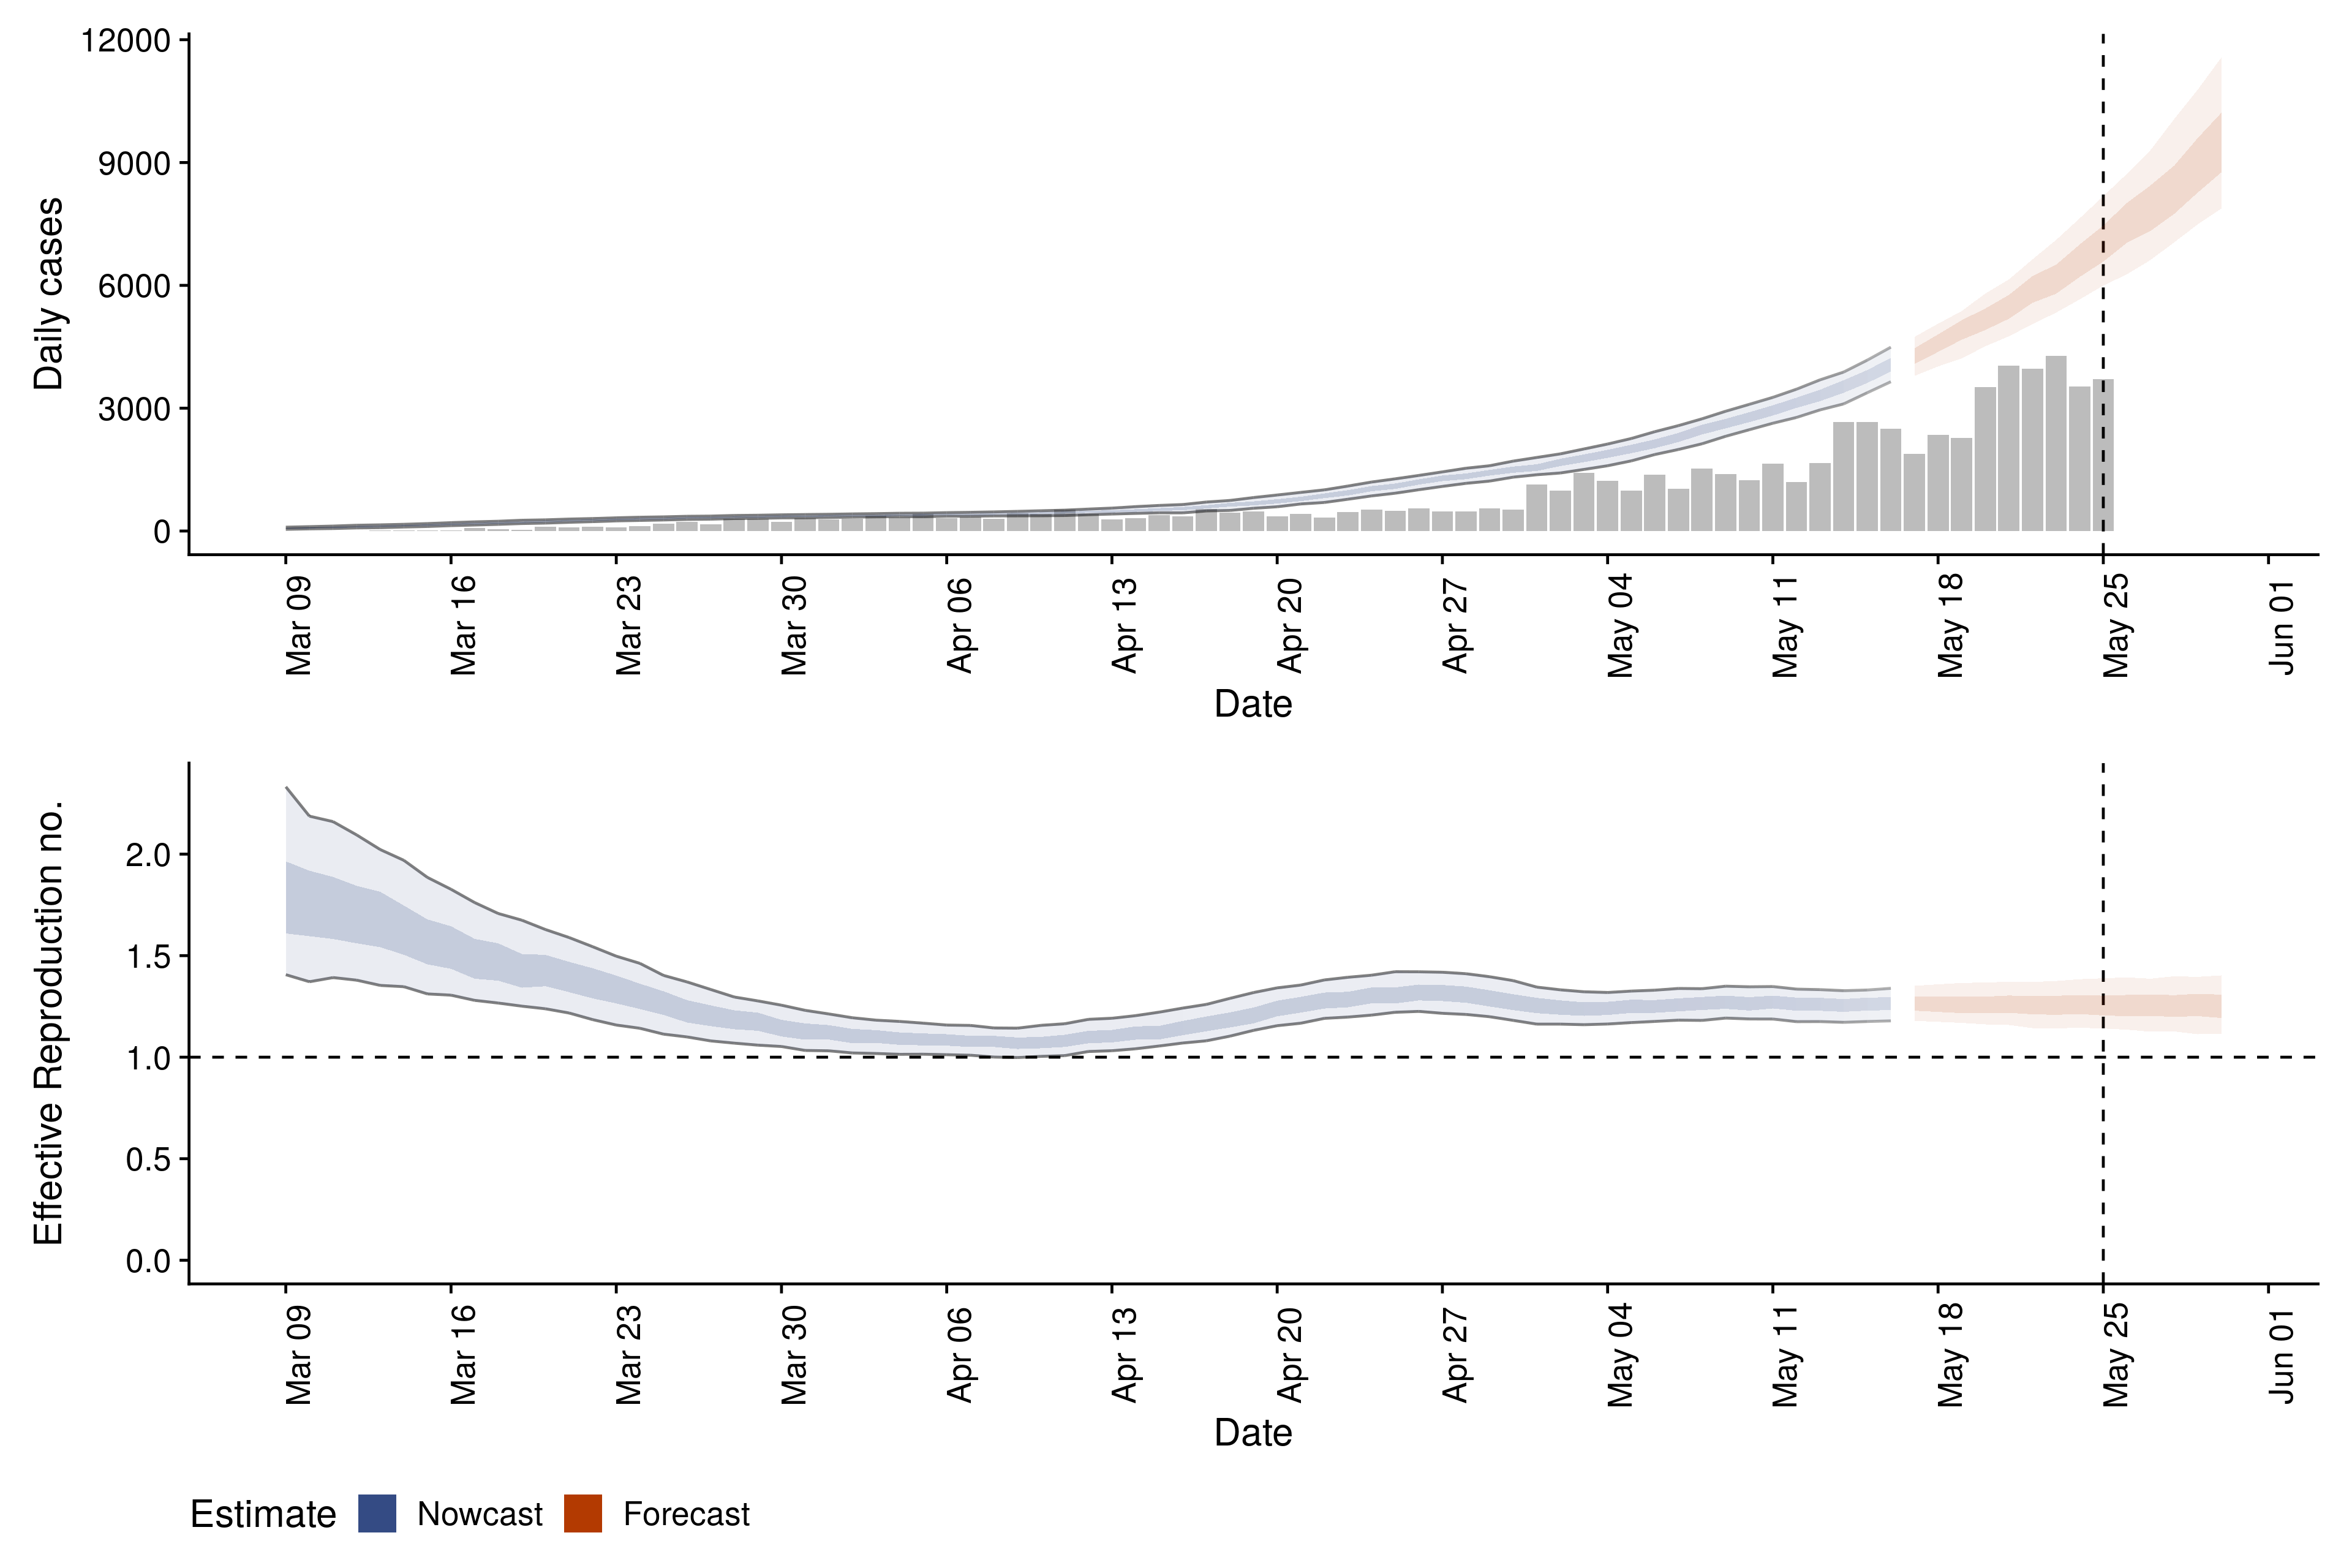 Daily cases
12000
9000
6000
3000
0
Mar 09 Mar 16 Mar 23 Mar 30 Apr 06 Apr 13 Apr 20 Apr 27 May 04 May 11 May 18 May 25 Jun 01
Date
Effective Reproduction no.
2.0
1.5
1.0
0.5
0.0
Mar 09 Mar 16 Mar 23 Mar 30 Apr 06 Apr 13 Apr 20 Apr 27 May 04 May 11 May 18 May 25 Jun 01
Date
Estimate Nowcast Forecast